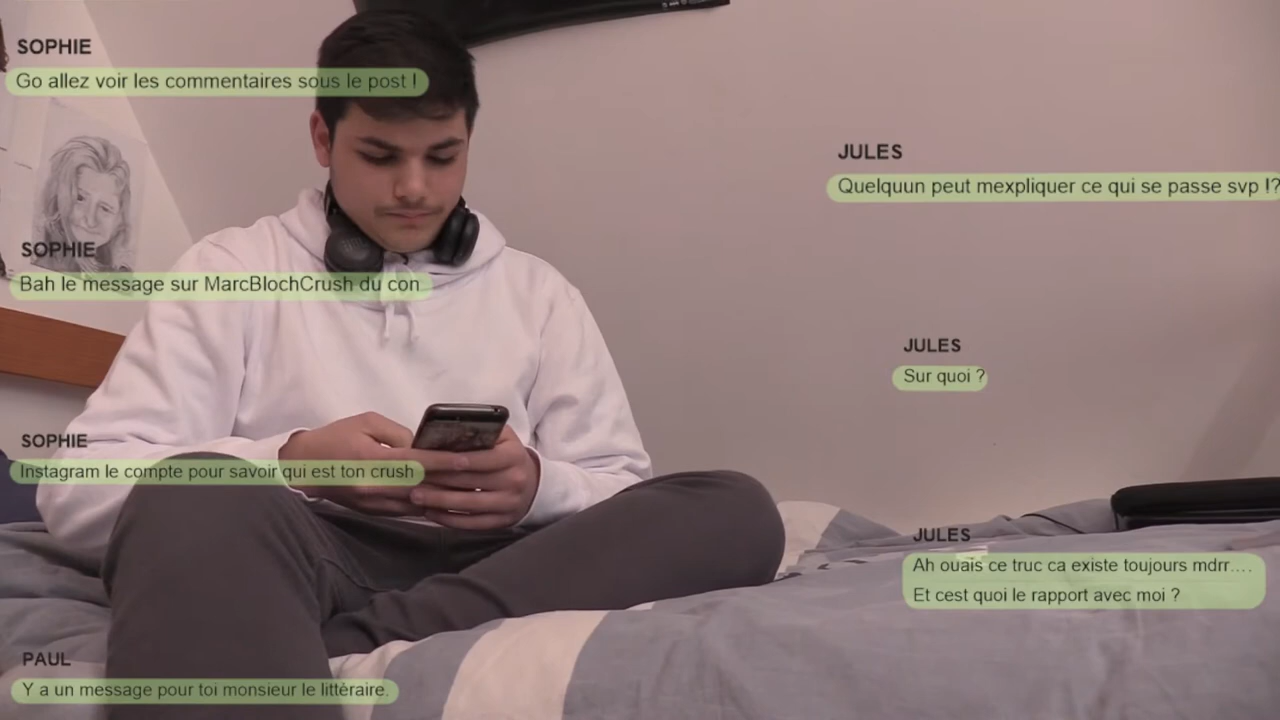 SOPHIE
Go allez voir les commentaires sous le post !
JULES
Quelquun peut mexpliquer ce qui se passe svp !?
SOPHIE
Bah le message sur MarcBlochCrush du con
JULES
Sur quoi ?
SOPHIE
Instagram le compte pour savoir qui est ton crush
JULES
Ah ouais ce truc ca existe toujours mdrr....
Et cest quoi le rapport avec moi ?
PAUL
Y a un message pour toi monsieur le littèraire.